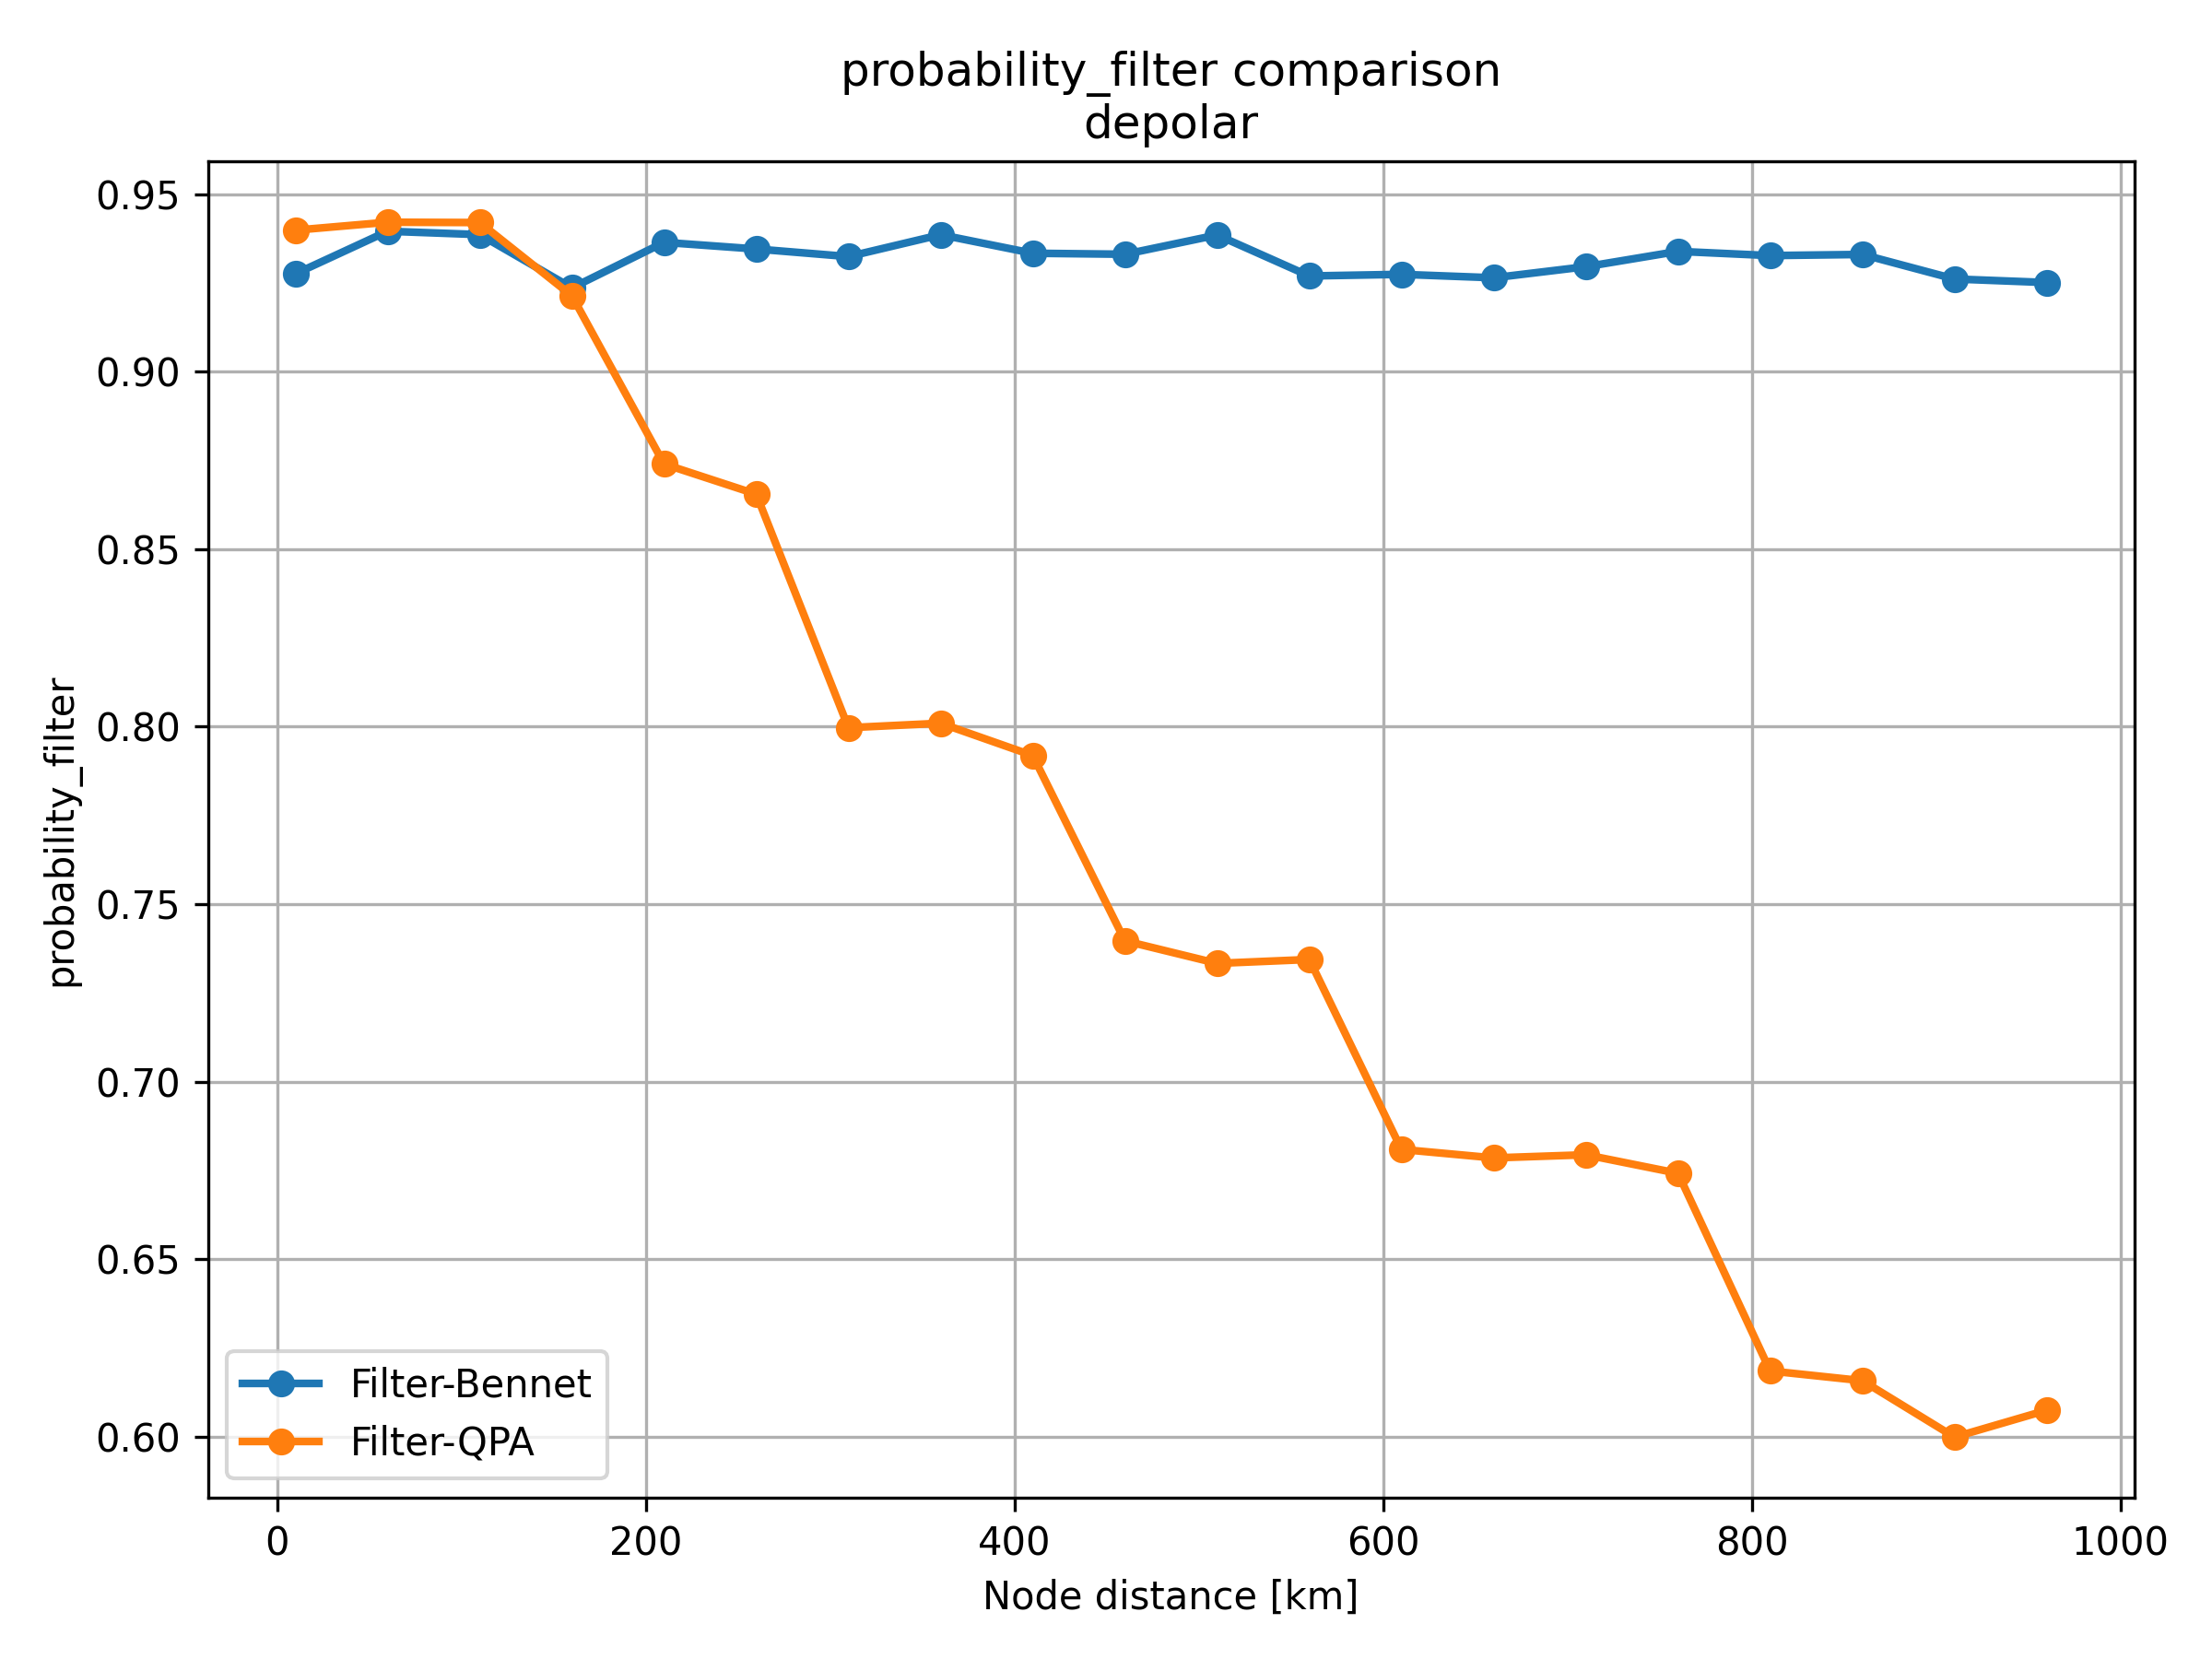 probability_filter comparison
depolar
probability_filter
0.95
0.90
0.85
0.80
0.75
0.70
0.65
0.60
Filter-Bennet
Filter-QPA
0 200 400 600 800 1000
Node distance [km]